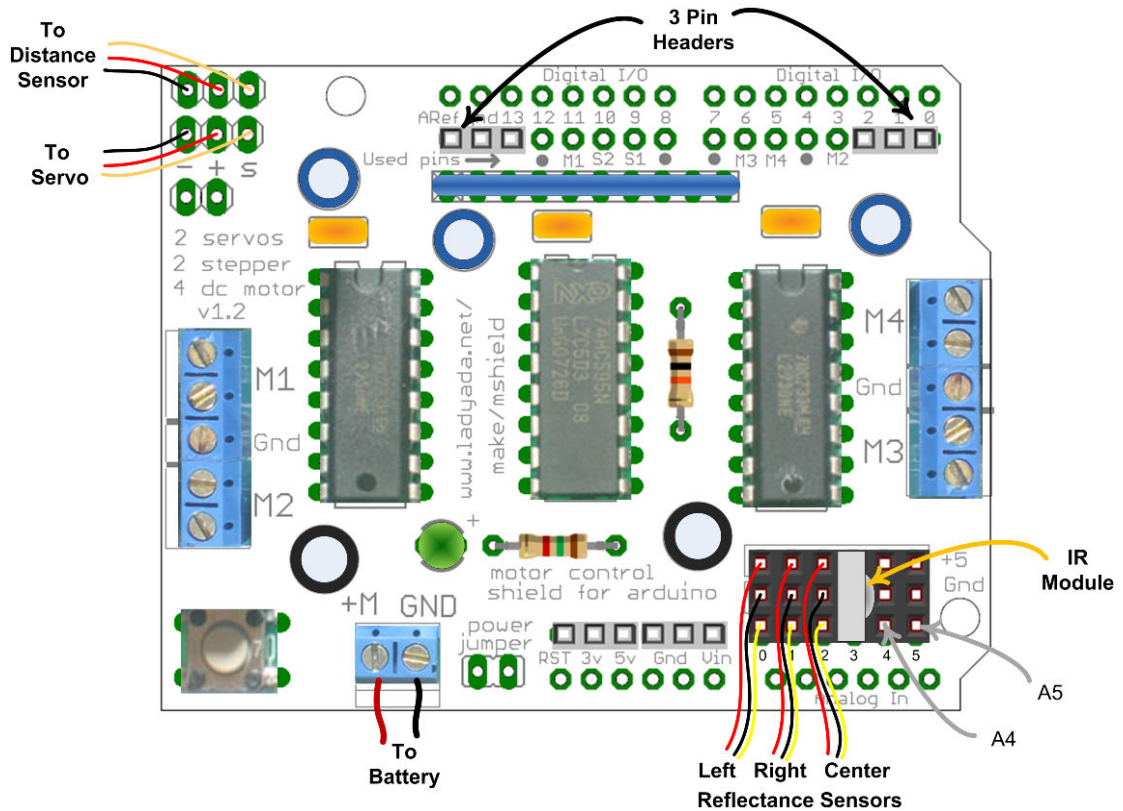 To
Distance
Sensor
3 Pin
Headers
Digital I/O
Digital I/O
ARef
13 12 11 10 9 8
7 6 5 4 3 2
0
Used pins
M1 S2 S1
M3 M4
M2
To
Servo
- + S
2 servos
2 stepper
4 dc motor
v1.2
M1
Gnd
M2
www.ladyada.net/
make/mshield
NXP
74HC595N
08
M4
Gnd
M3
+
motor control
shield for arduino
+M GND
power
jumper
RST 3v 5v Gnd Vin
+5
Gnd
0 1 2 3 4 5
Analog In
IR
Module
A5
A4
To
Battery
Left Right Center
Reflectance Sensors